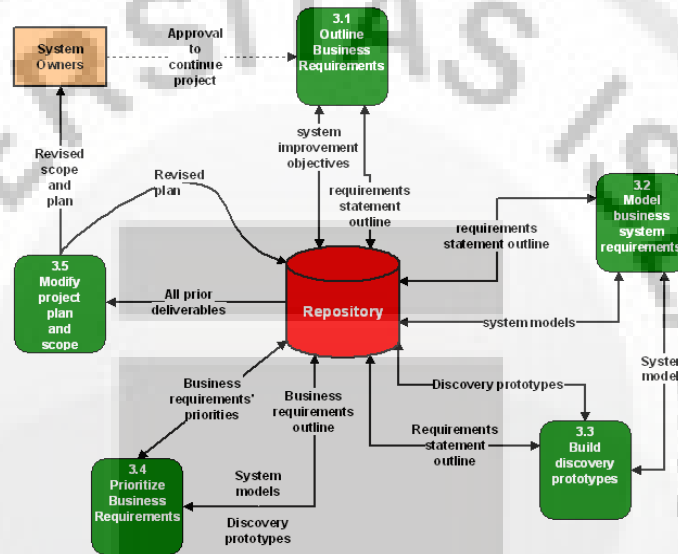 System
Owners
Approval
to
continue
project
3.1
Outline
Business
Requirements
system
improvement
objectives
requirements
statement
outline
Revised
scope
and
plan
Revised
plan
3.2
Model
business
system
requirements
requirements
statement outline
3.5
Modify
project
plan
and
scope
All prior
deliverables
Repository
system models
System
model
Discovery prototypes
Business
requirements'
priorities
Business
requirements
outline
Requirements
statement
outline
3.3
Build
discovery
prototypes
3.4
Prioritize
Business
Requirements
System
models
Discovery
prototypes